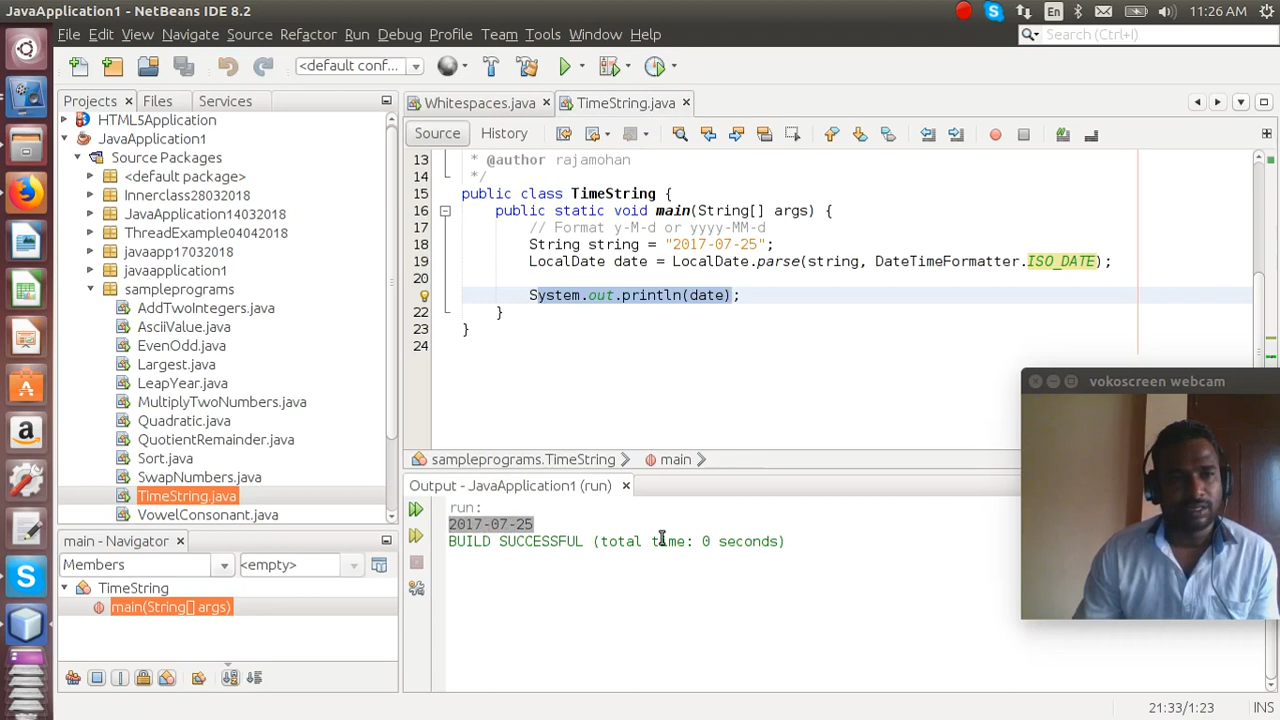 JavaApplication1 - NetBeans IDE 8.2
En
11:26 AM
File Edit View Navigate Source Refactor Run Debug Profile Team Tools Window Help
Search (Ctrl+I)
<default conf...
Projects
Files
Services
HTML5Application
JavaApplication1
Source Packages
<default package>
Innerclass28032018
JavaApplication14032018
ThreadExample04042018
javaapp17032018
javaapplication1
sampleprograms
AddTwoIntegers.java
AsciiValue.java
EvenOdd.java
Largest.java
LeapYear.java
MultiplyTwoNumbers.java
Quadratic.java
QuotientRemainder.java
Sort.java
SwapNumbers.java
TimeString.java
VowelConsonant.java
main - Navigator
Members
<empty>
TimeString
main(String[] args)
Whitespaces.java
TimeString.java
Source
History
13 * @author rajamohan
14 */
15 public class TimeString {
16 public static void main(String[] args) {
17 // Format y-M-d or yyyy-MM-d
18 String string = "2017-07-25";
19 LocalDate date = LocalDate.parse(string, DateTimeFormatter.ISO_DATE);
20
System.out.println(date);
22 }
23 }
24
sampleprograms.TimeString
main
Output - JavaApplication1 (run)
run:
2017-07-25
BUILD SUCCESSFUL (total time: 0 seconds)
vokoscreen webcam
21:33/1:23
INS